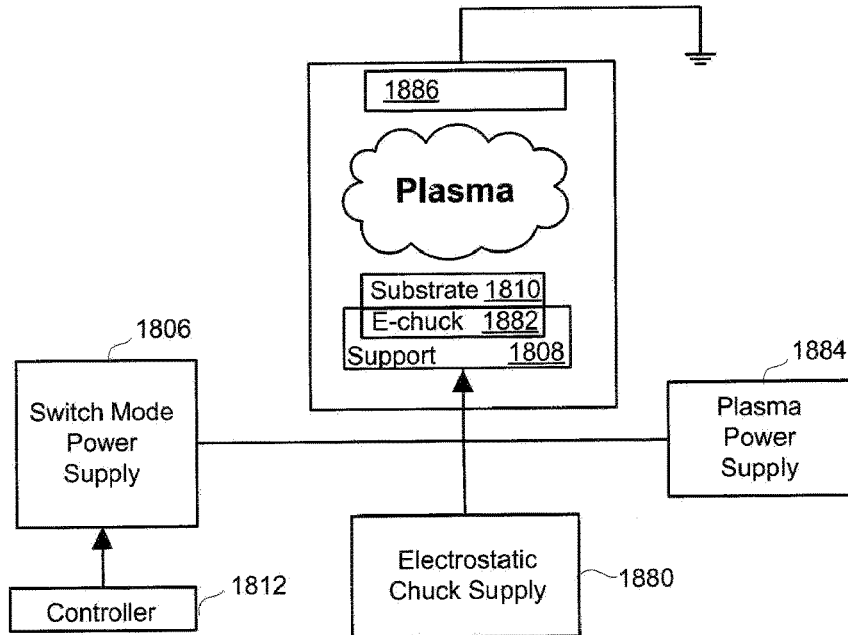 1886
Plasma
Substrate 1810
E-chuck 1882
Support 1808
1806
Switch Mode
Power
Supply
1884
Plasma
Power
Supply
Electrostatic
Chuck Supply
1880
1812
Controller